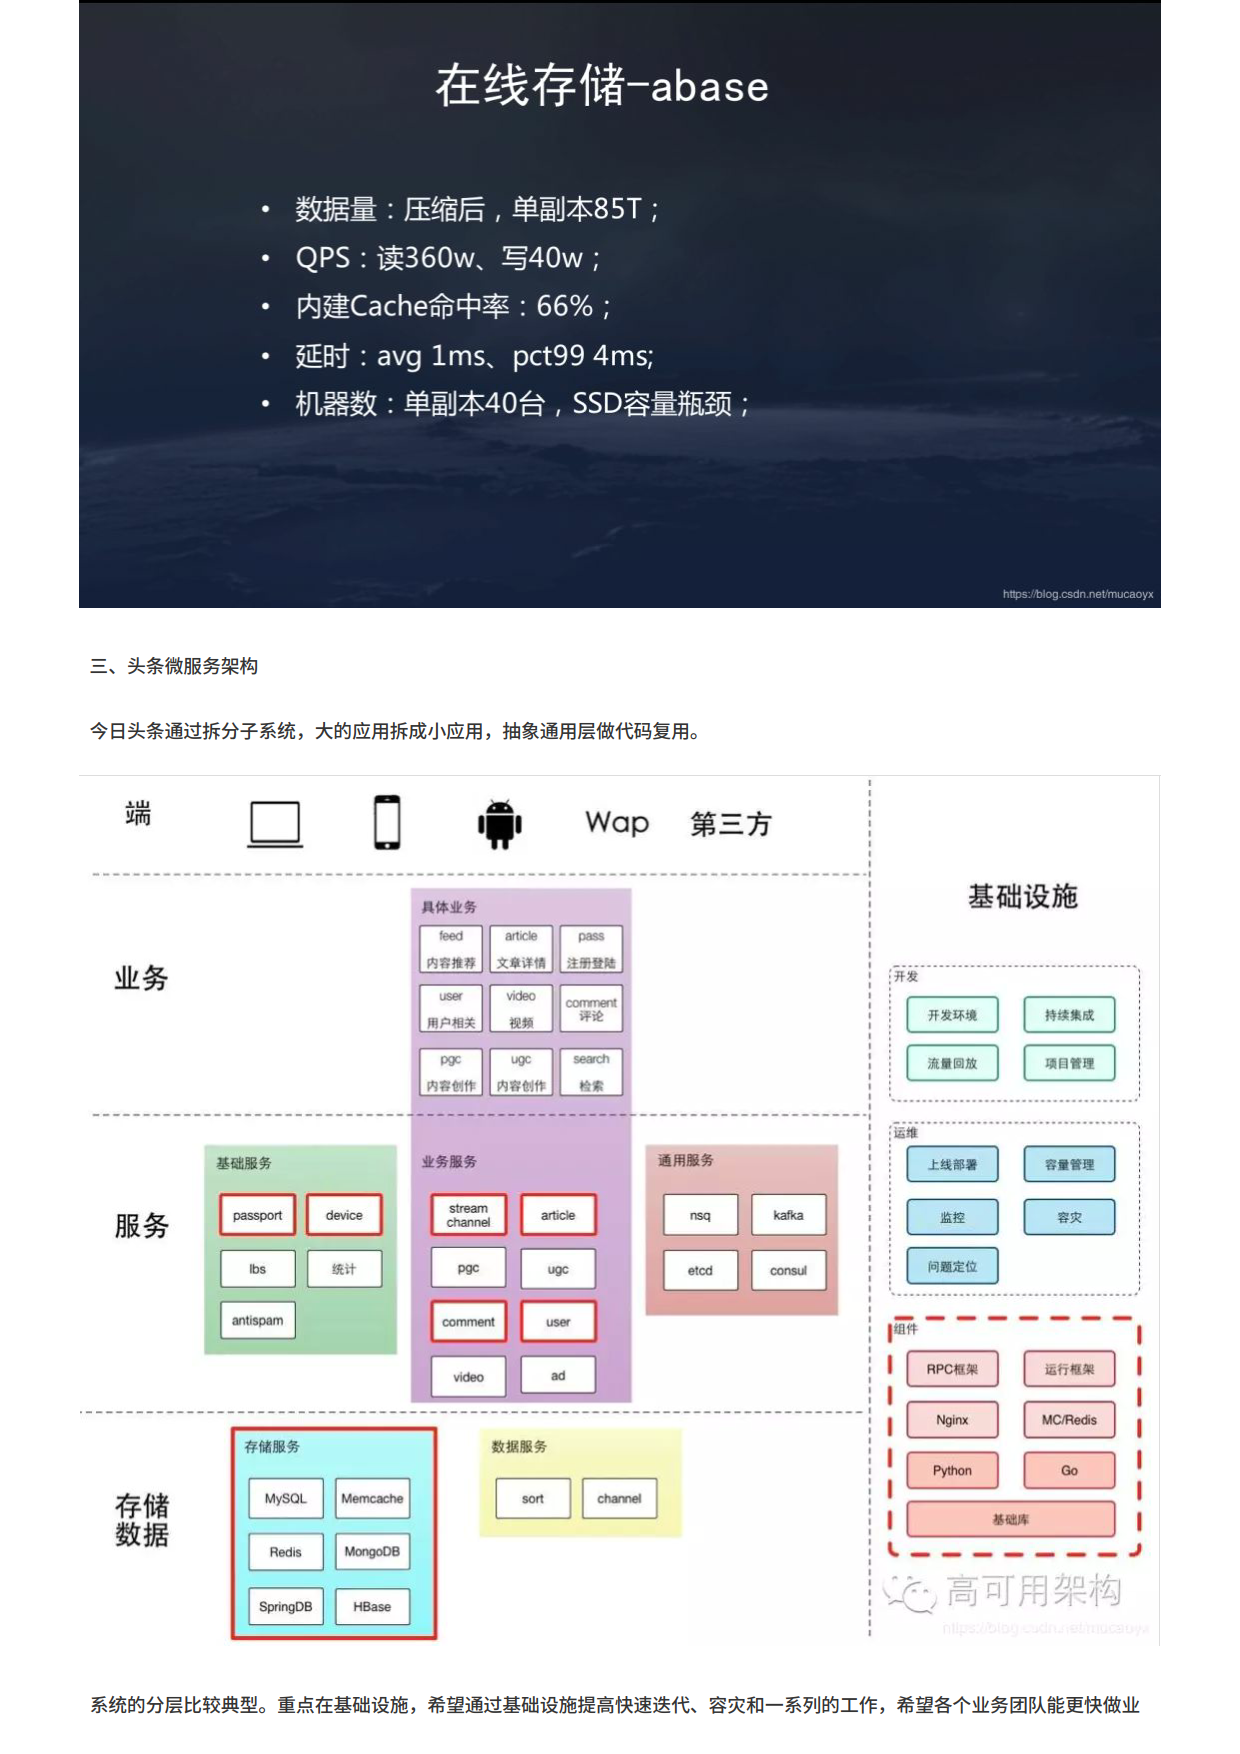 在线存储-abase
• 数据量：压缩后，单副本85T；
• QPS：读360w、写40w；
• 内建Cache命中率：66%；
• 延时：avg 1ms、pct99 4ms;
• 机器数：单副本40台，SSD容量瓶颈；
https://blog.csdn.net/mucaoyx
三、头条微服务架构
今日头条通过拆分子系统，大的应用拆成小应用，抽象通用层做代码复用。
端
Wap
第三方
业务
具体业务
feed
内容推荐
article
文章详情
pass
注册登陆
user
用户相关
video
视频
comment
评论
pgc
内容创作
ugc
内容创作
search
检索
服务
基础服务
passport
device
lbs
统计
antispam
业务服务
stream
channel
article
pgc
ugc
comment
user
video
ad
通用服务
nsq
kafka
etcd
consul
存储
数据
存储服务
MySQL
Memcache
Redis
MongoDB
SpringDB
HBase
数据服务
sort
channel
基础设施
开发
开发环境
持续集成
流量回放
项目管理
运维
上线部署
容量管理
监控
容灾
问题定位
组件
RPC框架
运行框架
Nginx
MC/Redis
Python
Go
基础库
高可用架构
https://blog.csdn.net/mucaoyx
系统的分层比较典型。重点在基础设施，希望通过基础设施提高快速迭代、容灾和一系列的工作，希望各个业务团队能更快做业